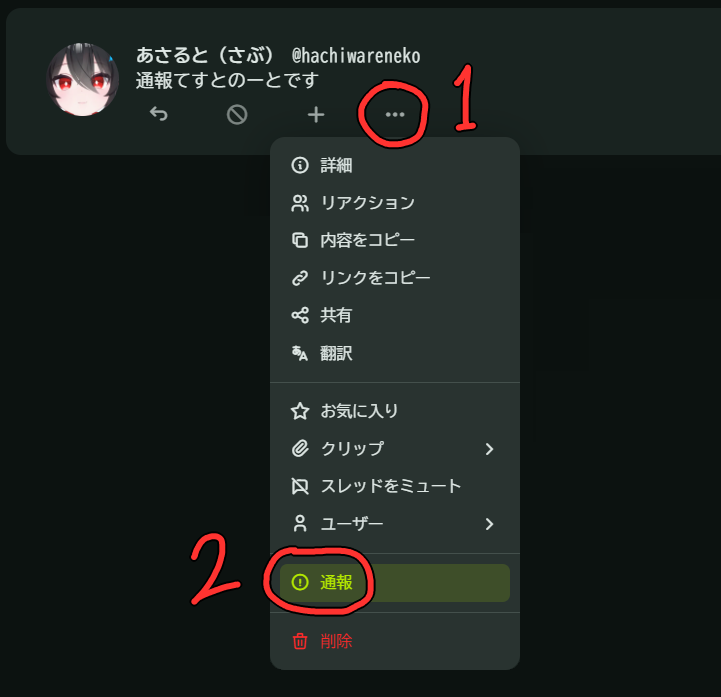 あさると（さぶ） @hachiwareneko
通報てすとのーとです
1
詳細
リアクション
内容をコピー
リンクをコピー
共有
翻訳
お気に入り
クリップ
スレッドをミュート
ユーザー
2
通報
削除